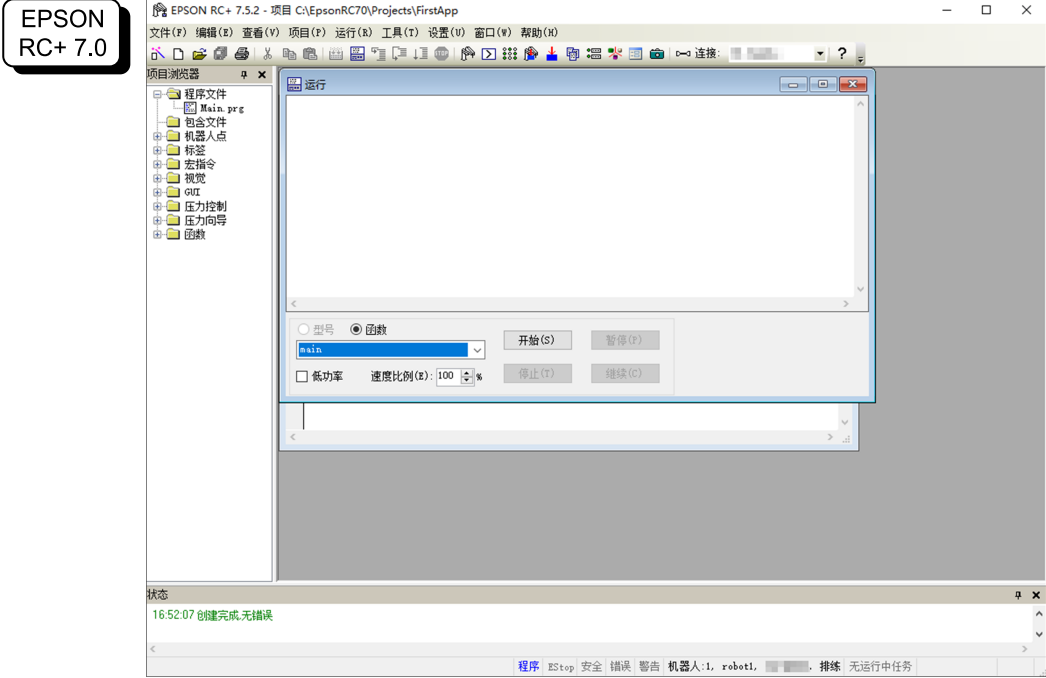 EPSON
RC+ 7.0
EPSON RC+ 7.5.2 - 项目 C:\EpsonRC70\Projects\FirstApp
文件(F) 编辑(E) 查看(V) 项目(P) 运行(R) 工具(T) 设置(U) 窗口(W) 帮助(H)
连接:
项目浏览器
程序文件
Main.prg
包含文件
机器人点
标签
宏指令
视觉
GUI
压力控制
压力向导
函数
运行
型号 函数
main
低功率 速度比例(E): 100 %
开始(S) 暂停(P)
停止(T) 继续(C)
状态
16:52:07 创建完成,无错误
程序 EStop 安全 错误 警告 机器人:1, robot1, , 排练 无运行中任务